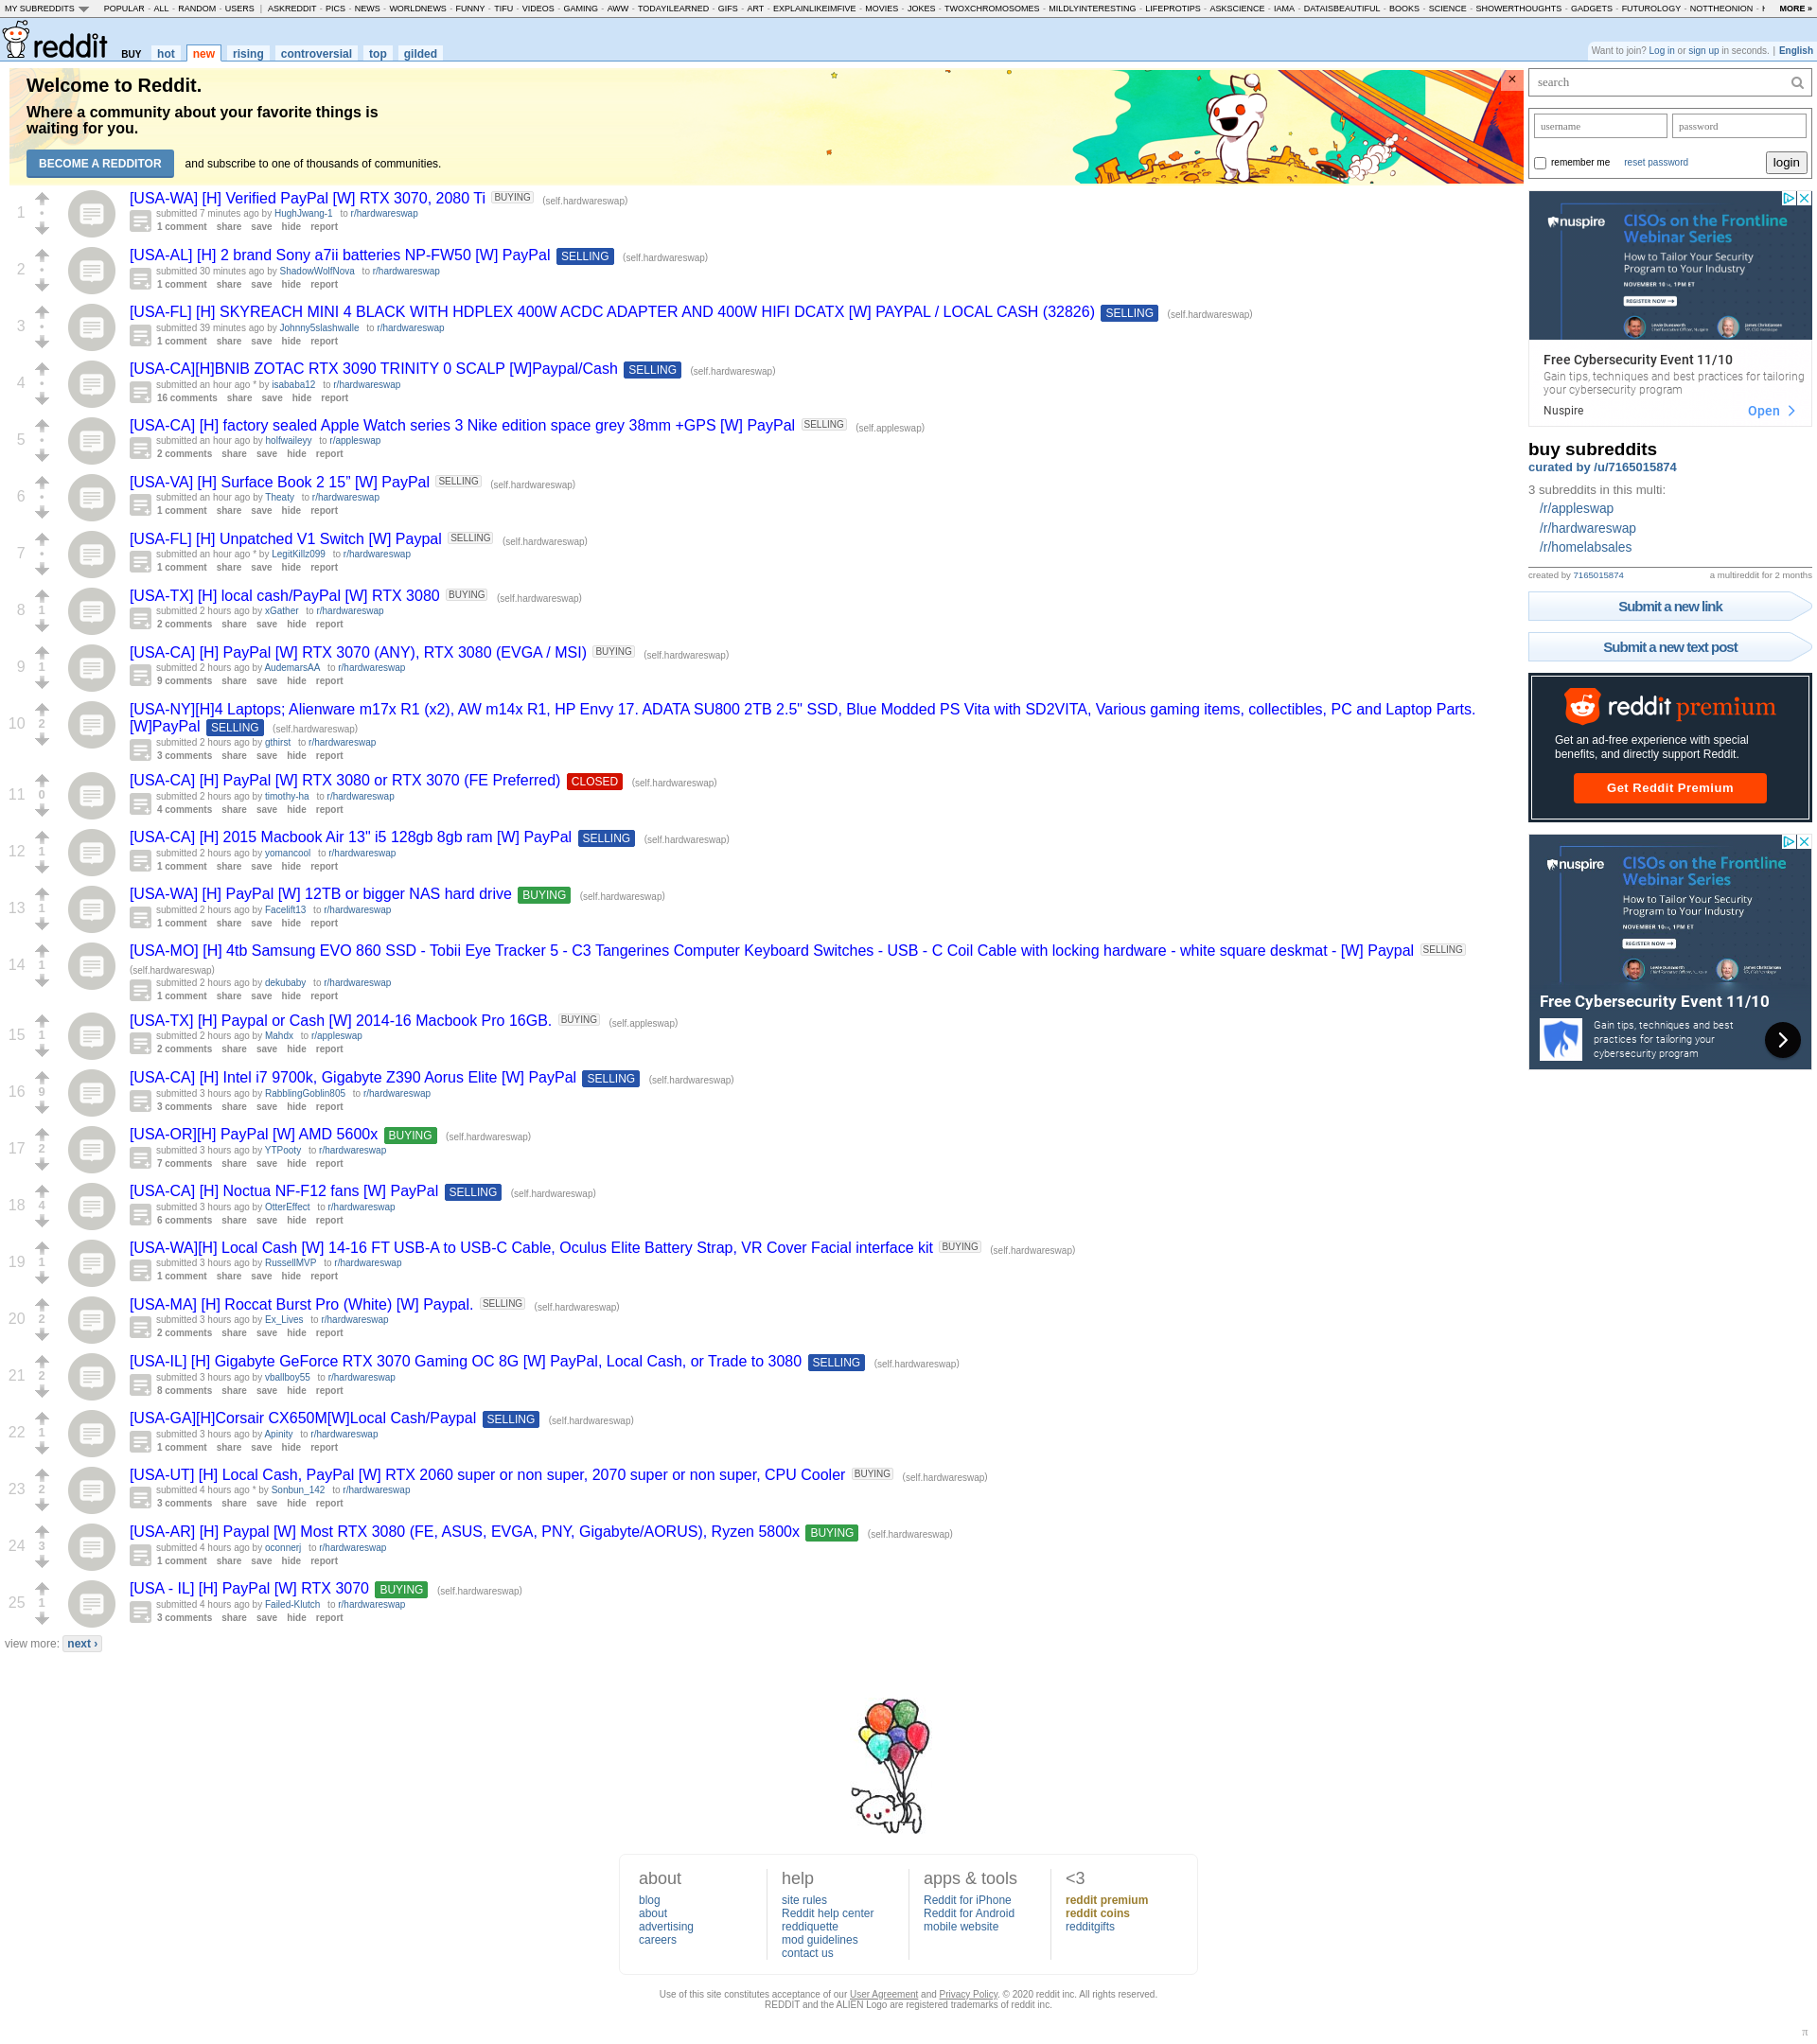 MY SUBREDDITS POPULAR - ALL - RANDOM - USERS | ASKREDDIT - PICS - NEWS - WORLDNEWS - FUNNY - TIFU - VIDEOS - GAMING - AWW - TODAYILEARNED - GIFS - ART - EXPLAINLIKEIMFIVE - MOVIES - JOKES - TWOXCHROMOSOMES - MILDLYINTERESTING - LIFEPROTIPS - ASKSCIENCE - IAMA - DATAISBEAUTIFUL - BOOKS - SCIENCE - SHOWERTHOUGHTS - GADGETS - FUTUROLOGY - NOTTHEONION - MORE »
reddit BUY hot new rising controversial top gilded
Want to join? Log in or sign up in seconds. | English
Welcome to Reddit.
Where a community about your favorite things is
waiting for you.
BECOME A REDDITOR and subscribe to one of thousands of communities.
1 [USA-WA] [H] Verified PayPal [W] RTX 3070, 2080 Ti BUYING (self.hardwareswap)
submitted 7 minutes ago by HughJwang-1 to r/hardwareswap
1 comment share save hide report
2 [USA-AL] [H] 2 brand Sony a7ii batteries NP-FW50 [W] PayPal SELLING (self.hardwareswap)
submitted 30 minutes ago by ShadowWolfNova to r/hardwareswap
1 comment share save hide report
3 [USA-FL] [H] SKYREACH MINI 4 BLACK WITH HDPLEX 400W ACDC ADAPTER AND 400W HIFI DCATX [W] PAYPAL / LOCAL CASH (32826) SELLING (self.hardwareswap)
submitted 39 minutes ago by Johnny5slashwalle to r/hardwareswap
1 comment share save hide report
4 [USA-CA][H]BNIB ZOTAC RTX 3090 TRINITY 0 SCALP [W]Paypal/Cash SELLING (self.hardwareswap)
submitted an hour ago * by isababa12 to r/hardwareswap
16 comments share save hide report
5 [USA-CA] [H] factory sealed Apple Watch series 3 Nike edition space grey 38mm +GPS [W] PayPal SELLING (self.appleswap)
submitted an hour ago by holfwaileyy to r/appleswap
2 comments share save hide report
6 [USA-VA] [H] Surface Book 2 15” [W] PayPal SELLING (self.hardwareswap)
submitted an hour ago by Theaty to r/hardwareswap
1 comment share save hide report
7 [USA-FL] [H] Unpatched V1 Switch [W] Paypal SELLING (self.hardwareswap)
submitted an hour ago * by LegitKillz099 to r/hardwareswap
1 comment share save hide report
8 1 [USA-TX] [H] local cash/PayPal [W] RTX 3080 BUYING (self.hardwareswap)
submitted 2 hours ago by xGather to r/hardwareswap
2 comments share save hide report
9 1 [USA-CA] [H] PayPal [W] RTX 3070 (ANY), RTX 3080 (EVGA / MSI) BUYING (self.hardwareswap)
submitted 2 hours ago by AudemarsAA to r/hardwareswap
9 comments share save hide report
10 2 [USA-NY][H]4 Laptops; Alienware m17x R1 (x2), AW m14x R1, HP Envy 17. ADATA SU800 2TB 2.5" SSD, Blue Modded PS Vita with SD2VITA, Various gaming items, collectibles, PC and Laptop Parts.
[W]PayPal SELLING (self.hardwareswap)
submitted 2 hours ago by gthirst to r/hardwareswap
3 comments share save hide report
11 0 [USA-CA] [H] PayPal [W] RTX 3080 or RTX 3070 (FE Preferred) CLOSED (self.hardwareswap)
submitted 2 hours ago by timothy-ha to r/hardwareswap
4 comments share save hide report
12 1 [USA-CA] [H] 2015 Macbook Air 13" i5 128gb 8gb ram [W] PayPal SELLING (self.hardwareswap)
submitted 2 hours ago by yomancool to r/hardwareswap
1 comment share save hide report
13 1 [USA-WA] [H] PayPal [W] 12TB or bigger NAS hard drive BUYING (self.hardwareswap)
submitted 2 hours ago by Facelift13 to r/hardwareswap
1 comment share save hide report
14 1 [USA-MO] [H] 4tb Samsung EVO 860 SSD - Tobii Eye Tracker 5 - C3 Tangerines Computer Keyboard Switches - USB - C Coil Cable with locking hardware - white square deskmat - [W] Paypal SELLING
(self.hardwareswap)
submitted 2 hours ago by dekubaby to r/hardwareswap
1 comment share save hide report
15 1 [USA-TX] [H] Paypal or Cash [W] 2014-16 Macbook Pro 16GB. BUYING (self.appleswap)
submitted 2 hours ago by Mahdx to r/appleswap
2 comments share save hide report
16 9 [USA-CA] [H] Intel i7 9700k, Gigabyte Z390 Aorus Elite [W] PayPal SELLING (self.hardwareswap)
submitted 3 hours ago by RabblingGoblin805 to r/hardwareswap
3 comments share save hide report
17 2 [USA-OR][H] PayPal [W] AMD 5600x BUYING (self.hardwareswap)
submitted 3 hours ago by YTPooty to r/hardwareswap
7 comments share save hide report
18 4 [USA-CA] [H] Noctua NF-F12 fans [W] PayPal SELLING (self.hardwareswap)
submitted 3 hours ago by OtterEffect to r/hardwareswap
6 comments share save hide report
19 1 [USA-WA][H] Local Cash [W] 14-16 FT USB-A to USB-C Cable, Oculus Elite Battery Strap, VR Cover Facial interface kit BUYING (self.hardwareswap)
submitted 3 hours ago by RussellMVP to r/hardwareswap
1 comment share save hide report
20 2 [USA-MA] [H] Roccat Burst Pro (White) [W] Paypal. SELLING (self.hardwareswap)
submitted 3 hours ago by Ex_Lives to r/hardwareswap
2 comments share save hide report
21 2 [USA-IL] [H] Gigabyte GeForce RTX 3070 Gaming OC 8G [W] PayPal, Local Cash, or Trade to 3080 SELLING (self.hardwareswap)
submitted 3 hours ago by vballboy55 to r/hardwareswap
8 comments share save hide report
22 1 [USA-GA][H]Corsair CX650M[W]Local Cash/Paypal SELLING (self.hardwareswap)
submitted 3 hours ago by Apinity to r/hardwareswap
1 comment share save hide report
23 2 [USA-UT] [H] Local Cash, PayPal [W] RTX 2060 super or non super, 2070 super or non super, CPU Cooler BUYING (self.hardwareswap)
submitted 4 hours ago * by Sonbun_142 to r/hardwareswap
3 comments share save hide report
24 3 [USA-AR] [H] Paypal [W] Most RTX 3080 (FE, ASUS, EVGA, PNY, Gigabyte/AORUS), Ryzen 5800x BUYING (self.hardwareswap)
submitted 4 hours ago by oconnerj to r/hardwareswap
1 comment share save hide report
25 1 [USA - IL] [H] PayPal [W] RTX 3070 BUYING (self.hardwareswap)
submitted 4 hours ago by Failed-Klutch to r/hardwareswap
3 comments share save hide report
view more: next ›
search
username password
remember me reset password login
nuspire CISOs on the Frontline
Webinar Series
How to Tailor Your Security
Program to Your Industry
NOVEMBER 10TH, 1PM ET
REGISTER NOW
Free Cybersecurity Event 11/10
Gain tips, techniques and best practices for tailoring
your cybersecurity program
Nuspire Open
buy subreddits
curated by /u/7165015874
3 subreddits in this multi:
/r/appleswap
/r/hardwareswap
/r/homelabsales
created by 7165015874 a multireddit for 2 months
Submit a new link
Submit a new text post
reddit premium
Get an ad-free experience with special
benefits, and directly support Reddit.
Get Reddit Premium
nuspire CISOs on the Frontline
Webinar Series
How to Tailor Your Security
Program to Your Industry
NOVEMBER 10TH, 1PM ET
REGISTER NOW
Free Cybersecurity Event 11/10
Gain tips, techniques and best
practices for tailoring your
cybersecurity program
about
blog
about
advertising
careers
help
site rules
Reddit help center
reddiquette
mod guidelines
contact us
apps & tools
Reddit for iPhone
Reddit for Android
mobile website
<3
reddit premium
reddit coins
redditgifts
Use of this site constitutes acceptance of our User Agreement and Privacy Policy. © 2020 reddit inc. All rights reserved.
REDDIT and the ALIEN Logo are registered trademarks of reddit inc.
π